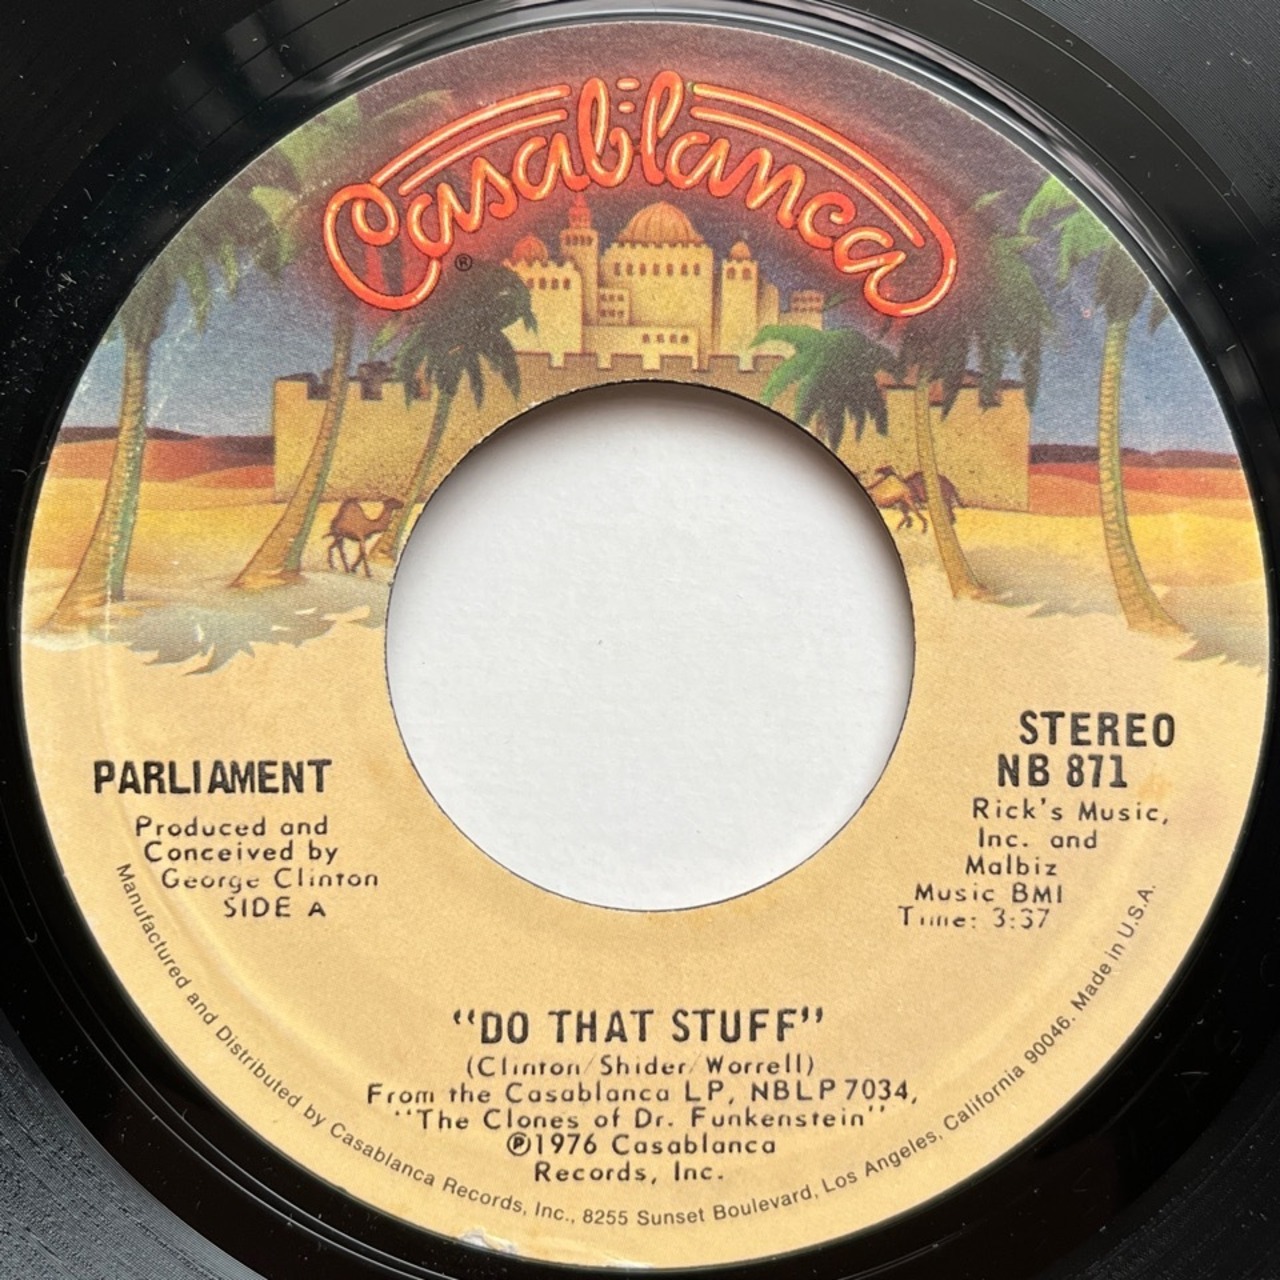 Casablanca
®
PARLIAMENT
Produced and
Conceived by
George Clinton
SIDE A
STEREO
NB 871
Rick's Music,
Inc. and
Malbiz
Music BMI
Time: 3:37
"DO THAT STUFF"
(Clinton/Shider/Worrell)
From the Casablanca LP, NBLP 7034,
"The Clones of Dr. Funkenstein"
℗1976 Casablanca
Records, Inc.
Manufactured and Distributed by Casablanca Records, Inc., 8255 Sunset Boulevard, Los Angeles, California 90046. Made in U.S.A.